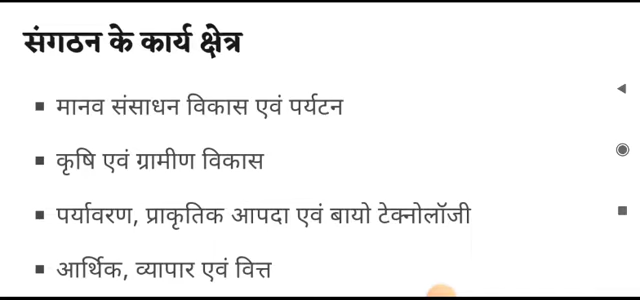 संगठन के कार्य क्षेत्र
▪ मानव संसाधन विकास एवं पर्यटन
▪ कृषि एवं ग्रामीण विकास
▪ पर्यावरण, प्राकृतिक आपदा एवं बायो टेक्नोलॉजी
▪ आर्थिक, व्यापार एवं वित्त